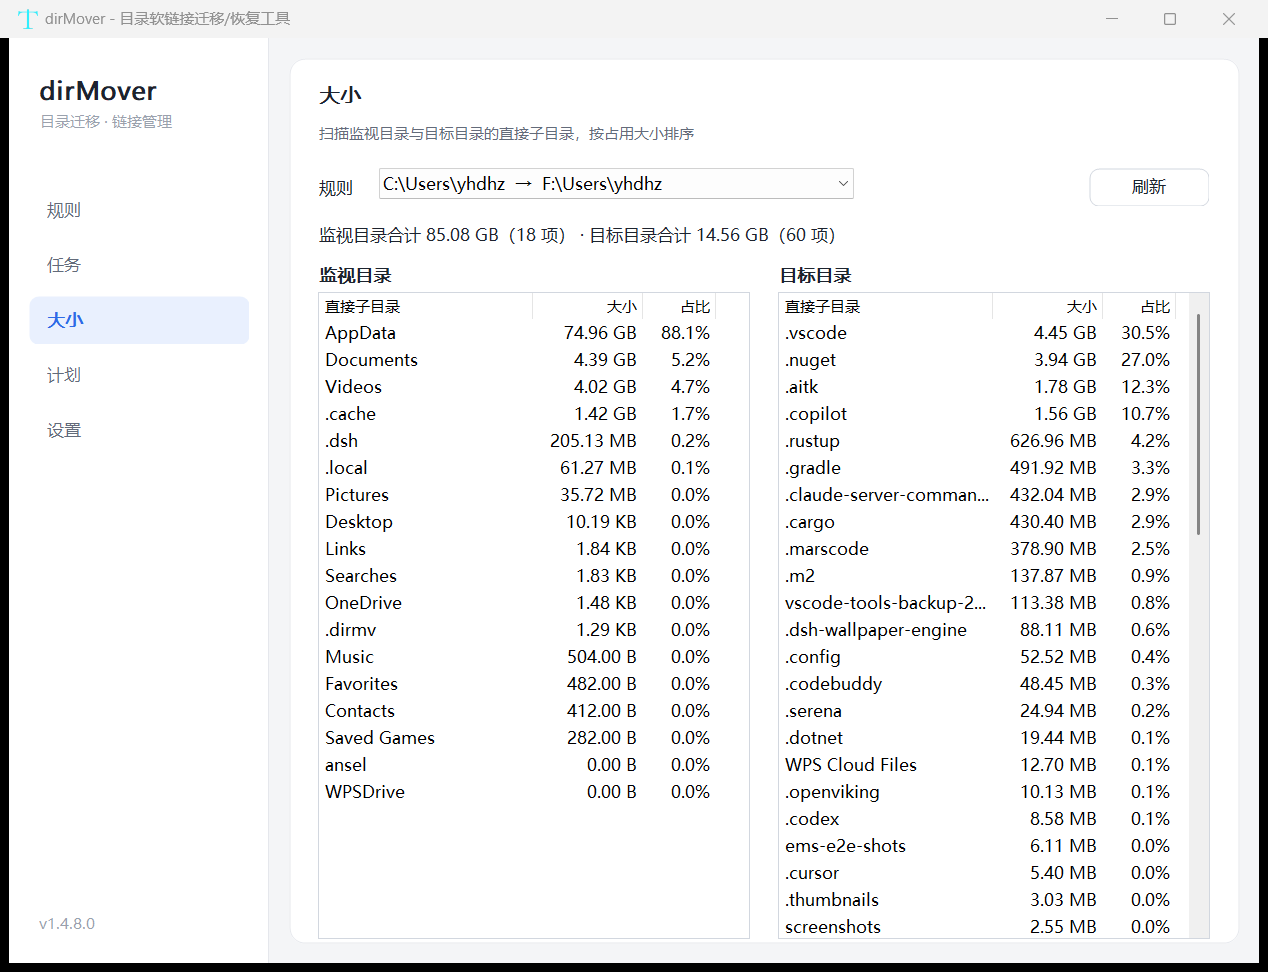 dirMover - 目录软链接迁移/恢复工具
dirMover
目录迁移 · 链接管理
规则
任务
大小
计划
设置
v1.4.8.0
大小
扫描监视目录与目标目录的直接子目录，按占用大小排序
规则 C:\Users\yhdhz → F:\Users\yhdhz 刷新
监视目录合计 85.08 GB（18 项） · 目标目录合计 14.56 GB（60 项）
监视目录
直接子目录 大小 占比
AppData 74.96 GB 88.1%
Documents 4.39 GB 5.2%
Videos 4.02 GB 4.7%
.cache 1.42 GB 1.7%
.dsh 205.13 MB 0.2%
.local 61.27 MB 0.1%
Pictures 35.72 MB 0.0%
Desktop 10.19 KB 0.0%
Links 1.84 KB 0.0%
Searches 1.83 KB 0.0%
OneDrive 1.48 KB 0.0%
.dirmv 1.29 KB 0.0%
Music 504.00 B 0.0%
Favorites 482.00 B 0.0%
Contacts 412.00 B 0.0%
Saved Games 282.00 B 0.0%
ansel 0.00 B 0.0%
WPSDrive 0.00 B 0.0%
目标目录
直接子目录 大小 占比
.vscode 4.45 GB 30.5%
.nuget 3.94 GB 27.0%
.aitk 1.78 GB 12.3%
.copilot 1.56 GB 10.7%
.rustup 626.96 MB 4.2%
.gradle 491.92 MB 3.3%
.claude-server-comman... 432.04 MB 2.9%
.cargo 430.40 MB 2.9%
.marscode 378.90 MB 2.5%
.m2 137.87 MB 0.9%
vscode-tools-backup-2... 113.38 MB 0.8%
.dsh-wallpaper-engine 88.11 MB 0.6%
.config 52.52 MB 0.4%
.codebuddy 48.45 MB 0.3%
.serena 24.94 MB 0.2%
.dotnet 19.44 MB 0.1%
WPS Cloud Files 12.70 MB 0.1%
.openviking 10.13 MB 0.1%
.codex 8.58 MB 0.1%
ems-e2e-shots 6.11 MB 0.0%
.cursor 5.40 MB 0.0%
.thumbnails 3.03 MB 0.0%
screenshots 2.55 MB 0.0%